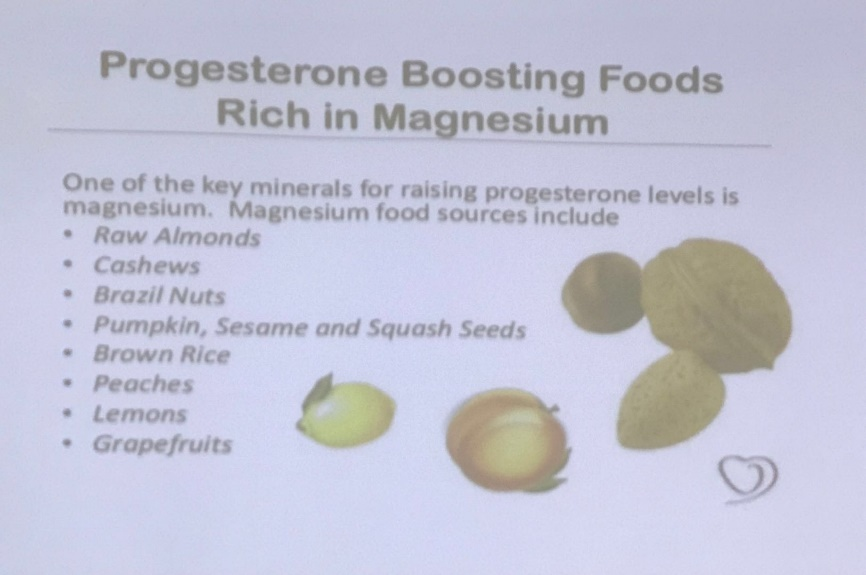 Progesterone Boosting Foods
Rich in Magnesium
One of the key minerals for raising progesterone levels is
magnesium. Magnesium food sources include
• Raw Almonds
• Cashews
• Brazil Nuts
• Pumpkin, Sesame and Squash Seeds
• Brown Rice
• Peaches
• Lemons
• Grapefruits